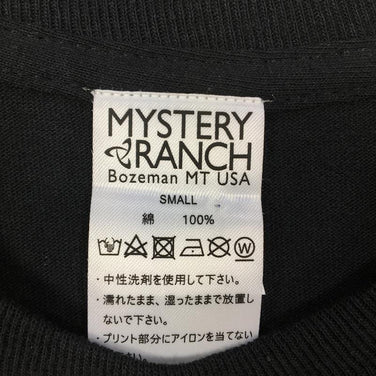 MYSTERY
RANCH
Bozeman MT USA
SMALL
綿 100%
・中性洗剤を使用して下さい。
・濡れたまま、湿ったままで放置し
ないで下さい。
・プリント部分にアイロンを当てない